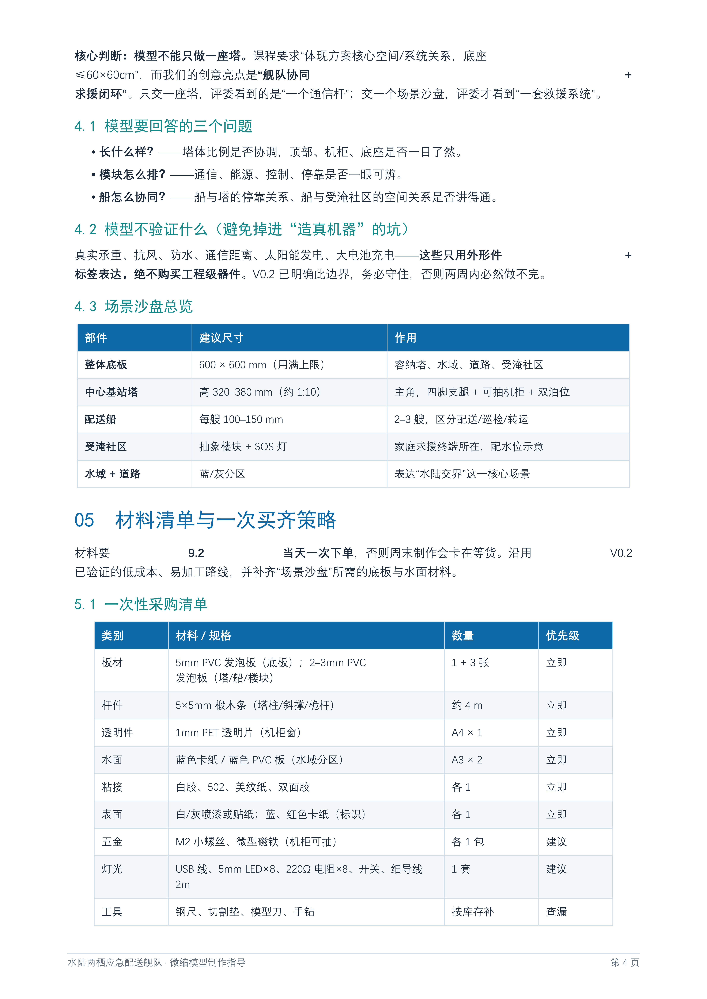 核心判断：模型不能只做一座塔。课程要求“体现方案核心空间/系统关系，底座
≤60×60cm”，而我们的创意亮点是“舰队协同 +
求援闭环”。只交一座塔，评委看到的是“一个通信杆”；交一个场景沙盘，评委才看到“一套救援系统”。
4.1 模型要回答的三个问题
• 长什么样？——塔体比例是否协调，顶部、机柜、底座是否一目了然。
• 模块怎么排？——通信、能源、控制、停靠是否一眼可辨。
• 船怎么协同？——船与塔的停靠关系、船与受淹社区的空间关系是否讲得通。
4.2 模型不验证什么（避免掉进“造真机器”的坑）
真实承重、抗风、防水、通信距离、太阳能发电、大电池充电——这些只用外形件 +
标签表达，绝不购买工程级器件。V0.2 已明确此边界，务必守住，否则两周内必然做不完。
4.3 场景沙盘总览
部件 建议尺寸 作用
整体底板 600 × 600 mm（用满上限） 容纳塔、水域、道路、受淹社区
中心基站塔 高 320–380 mm（约 1:10） 主角，四脚支腿 + 可抽机柜 + 双泊位
配送船 每艘 100–150 mm 2–3 艘，区分配送/巡检/转运
受淹社区 抽象楼块 + SOS 灯 家庭求援终端所在，配水位示意
水域 + 道路 蓝/灰分区 表达“水陆交界”这一核心场景
05 材料清单与一次买齐策略
材料要 9.2 当天一次下单，否则周末制作会卡在等货。沿用 V0.2
已验证的低成本、易加工路线，并补齐“场景沙盘”所需的底板与水面材料。
5.1 一次性采购清单
类别 材料 / 规格 数量 优先级
板材 5mm PVC 发泡板（底板）；2–3mm PVC 1 + 3 张 立即
发泡板（塔/船/楼块）
杆件 5×5mm 椴木条（塔柱/斜撑/桅杆） 约 4 m 立即
透明件 1mm PET 透明片（机柜窗） A4 × 1 立即
水面 蓝色卡纸 / 蓝色 PVC 板（水域分区） A3 × 2 立即
粘接 白胶、502、美纹纸、双面胶 各 1 立即
表面 白/灰喷漆或贴纸；蓝、红色卡纸（标识） 各 1 立即
五金 M2 小螺丝、微型磁铁（机柜可抽） 各 1 包 建议
灯光 USB 线、5mm LED×8、220Ω 电阻×8、开关、细导线 1 套 建议
2m
工具 钢尺、切割垫、模型刀、手钻 按库存补 查漏
水陆两栖应急配送舰队 · 微缩模型制作指导 第 4 页